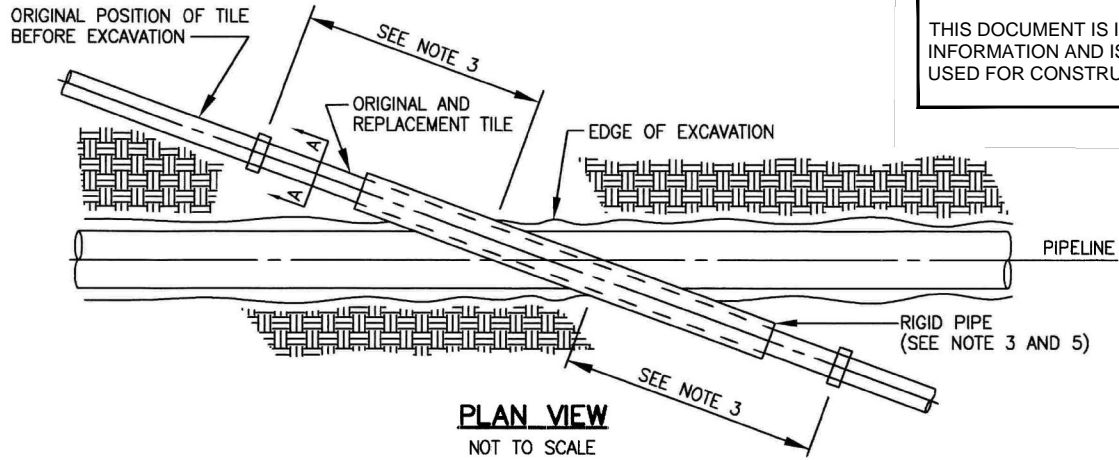 ORIGINAL POSITION OF TILE
BEFORE EXCAVATION
SEE NOTE 3
THIS DOCUMENT IS I
INFORMATION AND IS
USED FOR CONSTRU
ORIGINAL AND
REPLACEMENT TILE
EDGE OF EXCAVATION
A
A
PIPELINE
RIGID PIPE
(SEE NOTE 3 AND 5)
SEE NOTE 3
PLAN VIEW
NOT TO SCALE